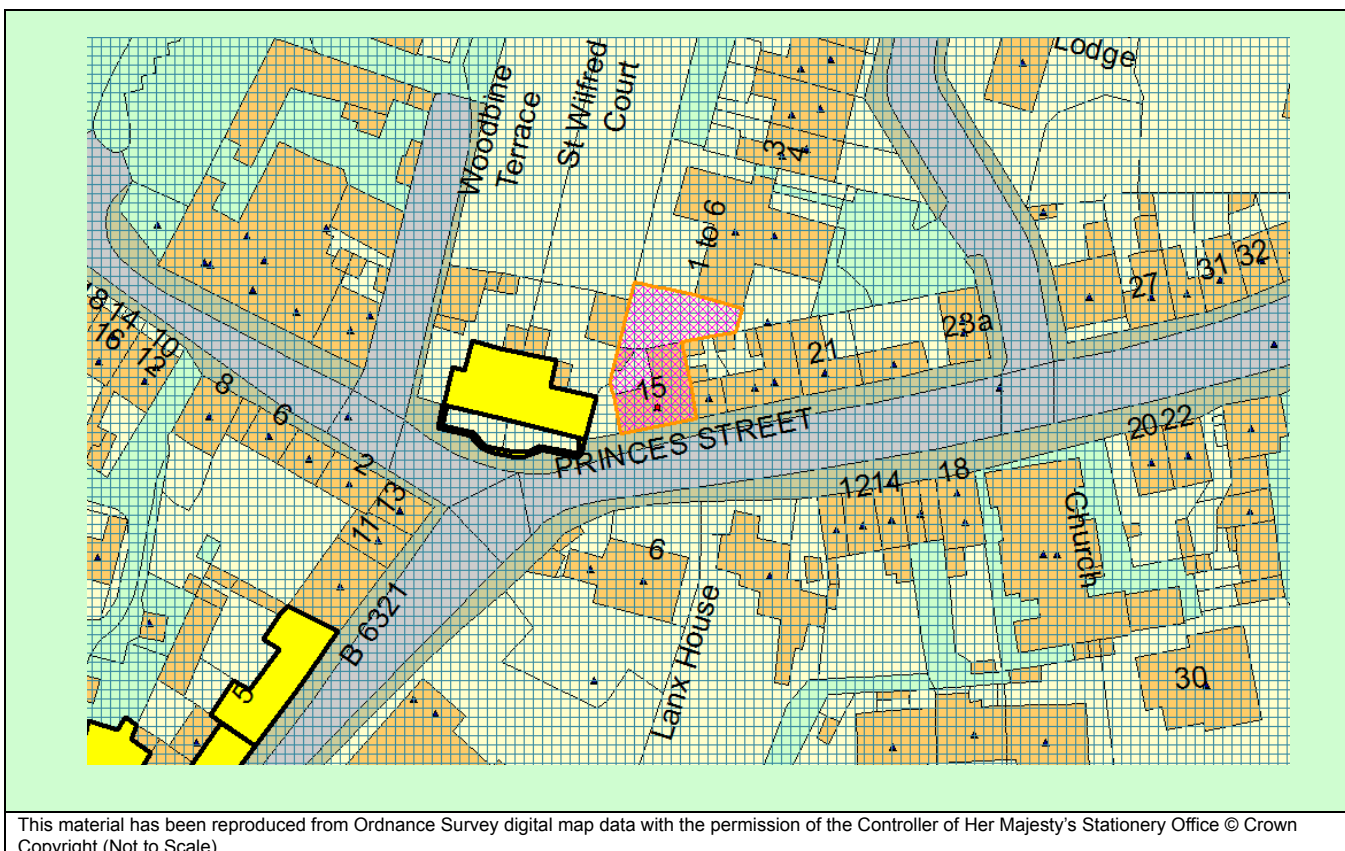 Lodge
Woodbine
Terrace
St Wilfred
Court
3
4
1 to 6
27
31
32
18
14
10
16
12
8
6
2
23a
21
15
PRINCES STREET
20
22
18
12
14
13
11
6
Church
B 6321
Lanx House
5
30
This material has been reproduced from Ordnance Survey digital map data with the permission of the Controller of Her Majesty's Stationery Office © Crown
Copyright (Not to Scale)